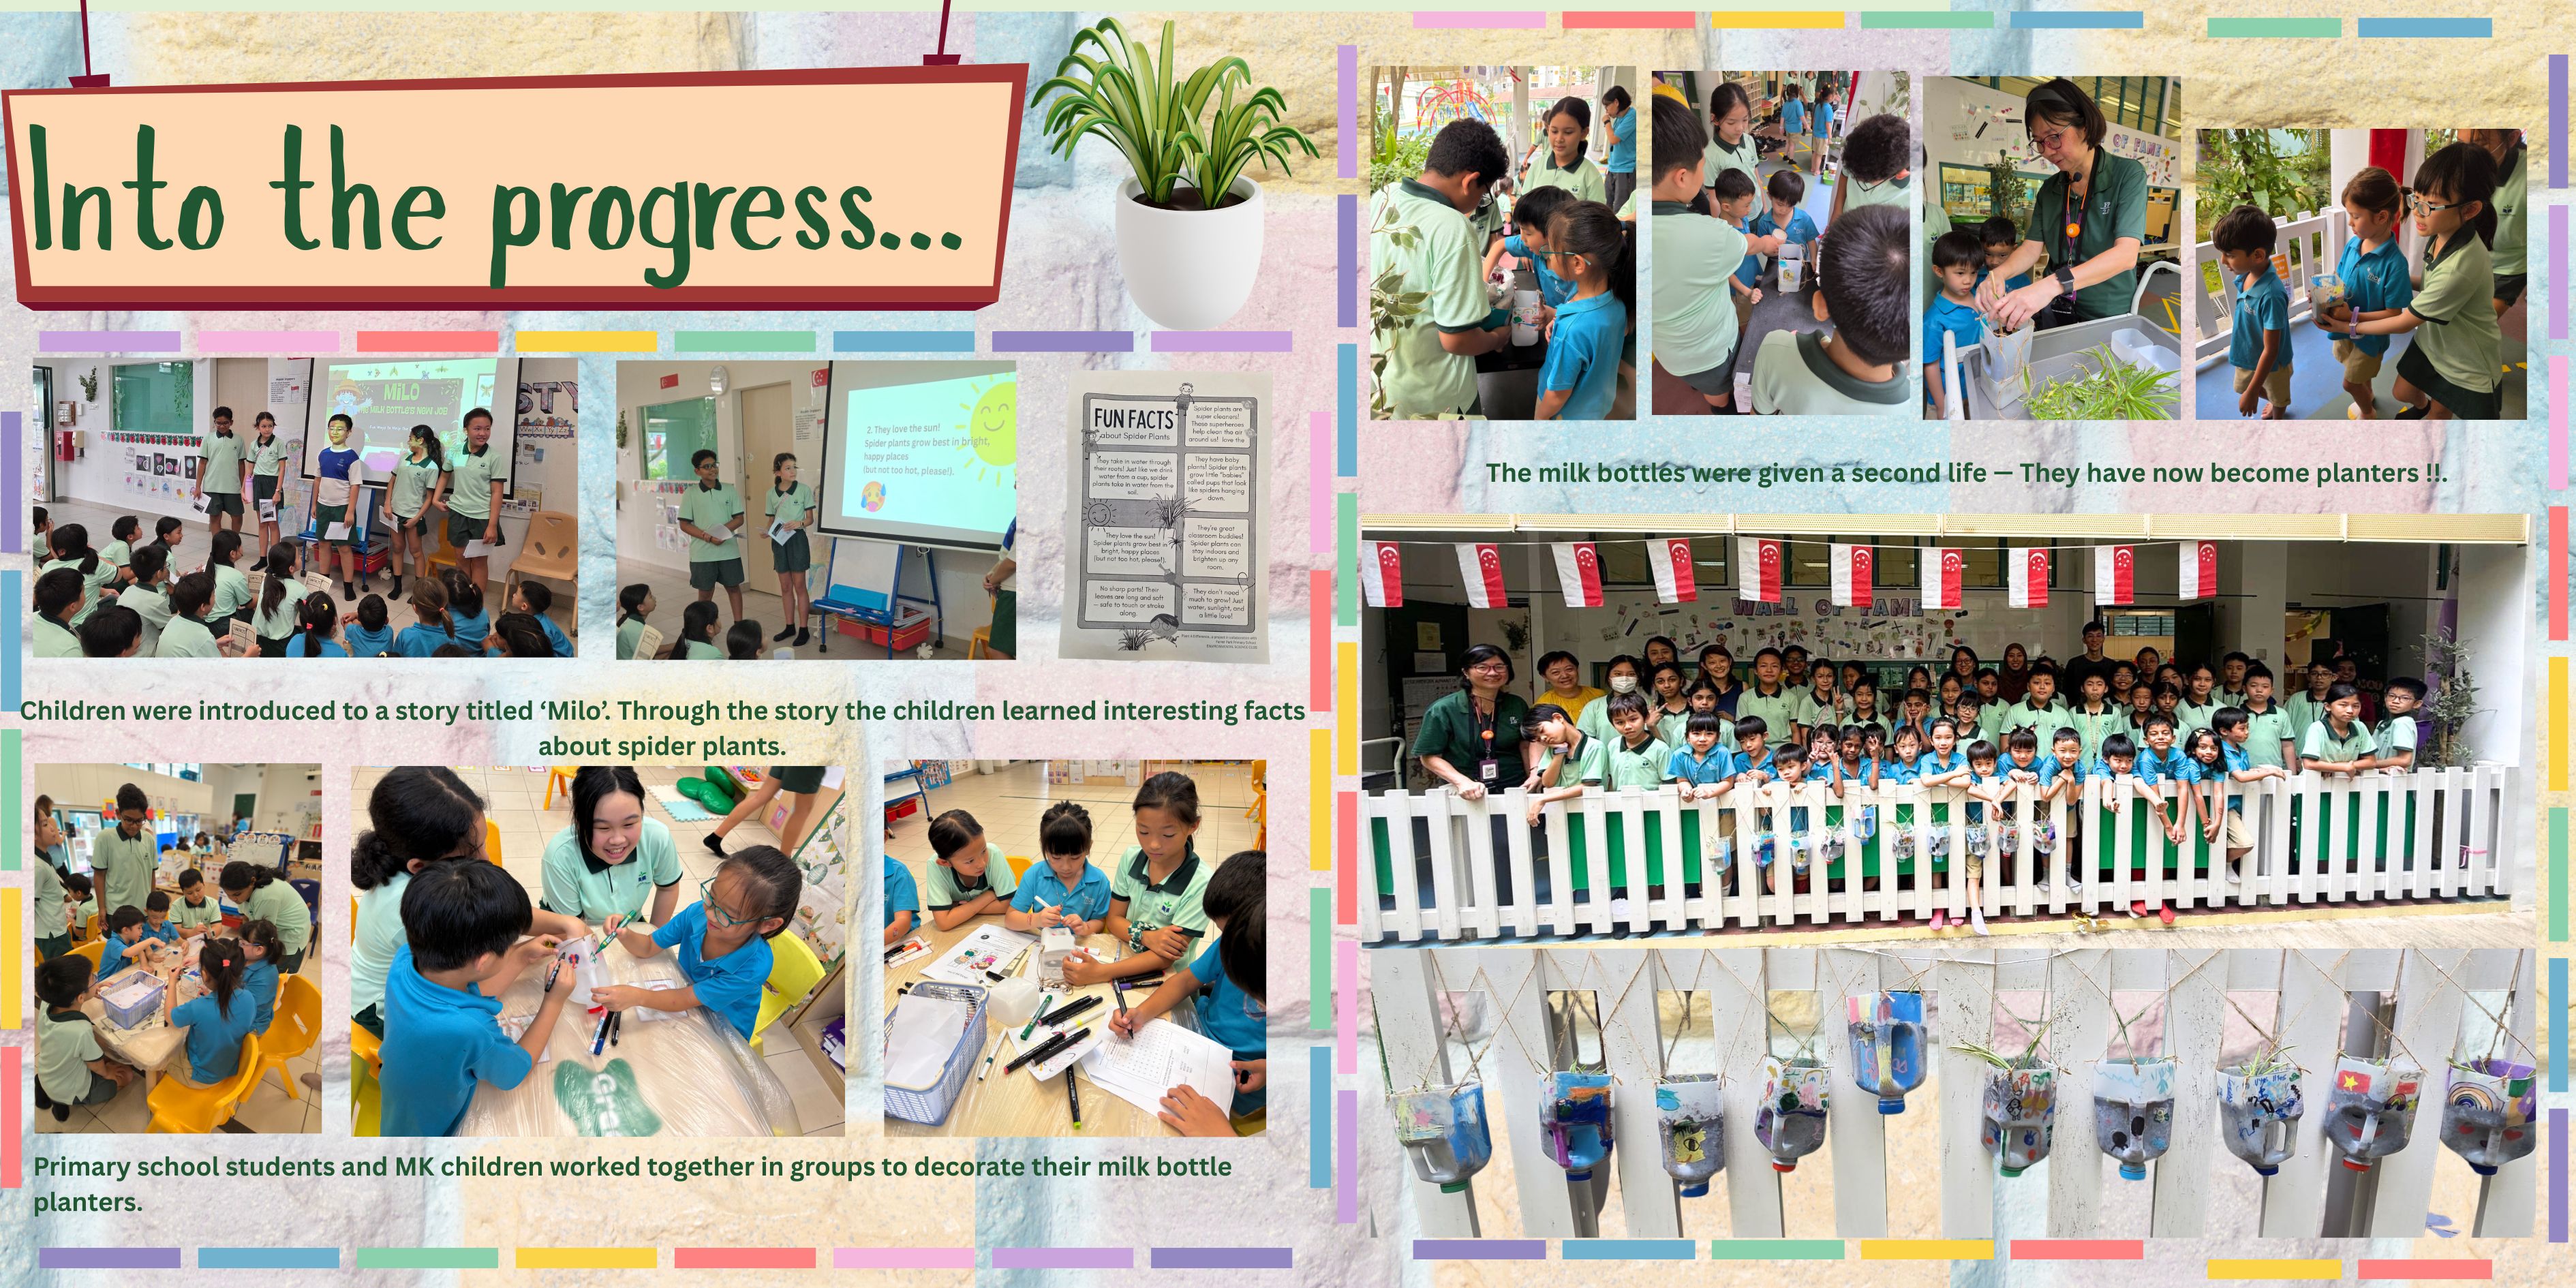 Into the progress...
MiLO
THE MILK BOTTLE'S NEW JOB!
STY
2. They love the sun!
Spider plants grow best in bright,
happy places
(but not too hot, please!).
FUN FACTS
about Spider Plants
Spider plants are
super cleaners!
These superheroes
help clean the air
around us! love the
They take in water through
their roots! Just like we drink
water from a cup, spider
plants take in water from the
soil.
They have baby
plants! Spider plants
grow little "babies"
called pups that look
like spiders hanging
down.
They love the sun!
Spider plants grow best in
bright, happy places
(but not too hot, please!).
They're great
classroom buddies!
Spider plants can
stay indoors and
brighten up any
room.
No sharp parts! Their
leaves are long and soft
— safe to touch or stroke
along.
They don't need
much to grow! Just
water, sunlight, and
a little love!
Children were introduced to a story titled ‘Milo’. Through the story the children learned interesting facts
about spider plants.
Primary school students and MK children worked together in groups to decorate their milk bottle
planters.
OF FAME
The milk bottles were given a second life — They have now become planters !!.
WALL OF FAME